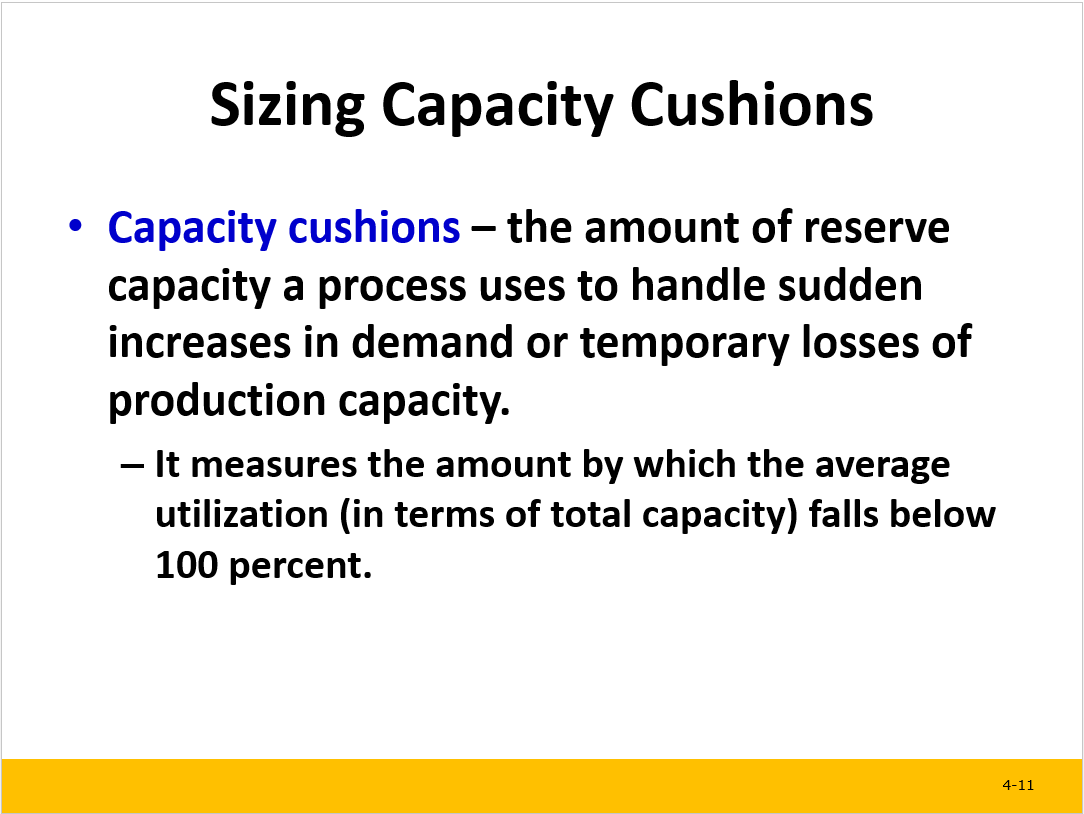 Sizing Capacity Cushions
• Capacity cushions – the amount of reserve
capacity a process uses to handle sudden
increases in demand or temporary losses of
production capacity.
– It measures the amount by which the average
utilization (in terms of total capacity) falls below
100 percent.
4-11